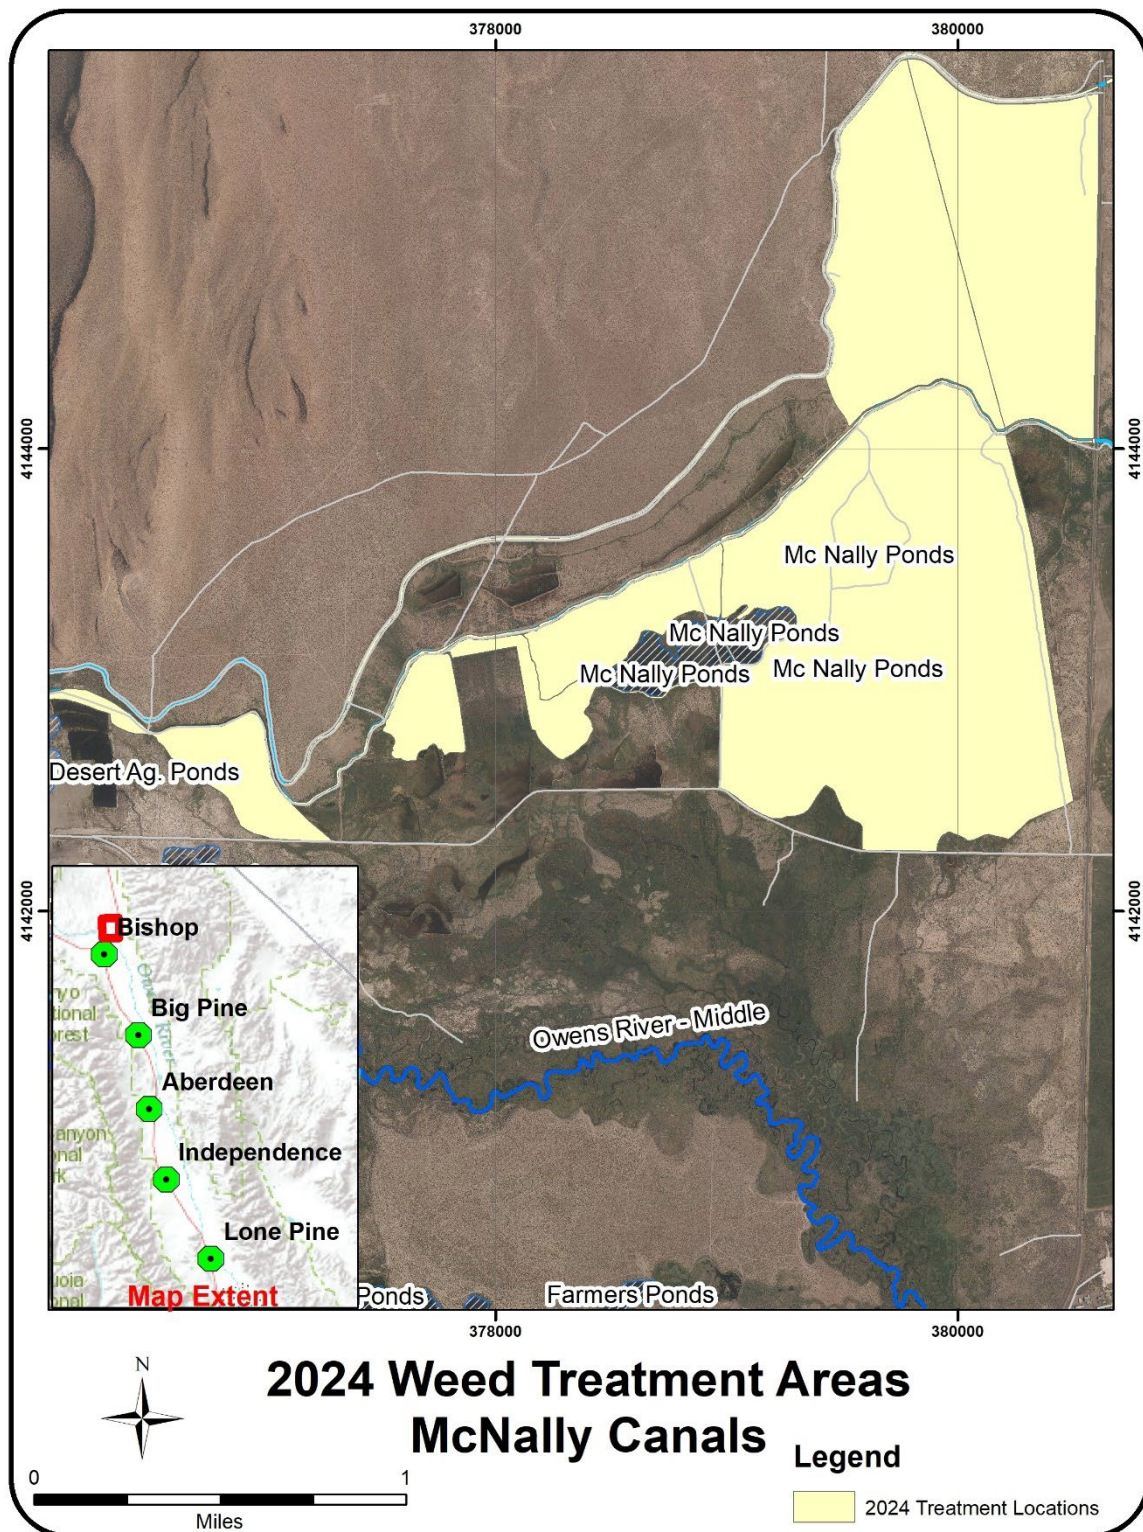 378000
380000
4144000
4144000
Mc Nally Ponds
Mc Nally Ponds
Mc Nally Ponds
Mc Nally Ponds
Desert Ag. Ponds
4142000
4142000
Bishop
Big Pine
Aberdeen
Independence
Lone Pine
Map Extent
Owens River - Middle
Ponds
Farmers Ponds
378000
380000
N
2024 Weed Treatment Areas
McNally Canals
Legend
0
1
Miles
2024 Treatment Locations